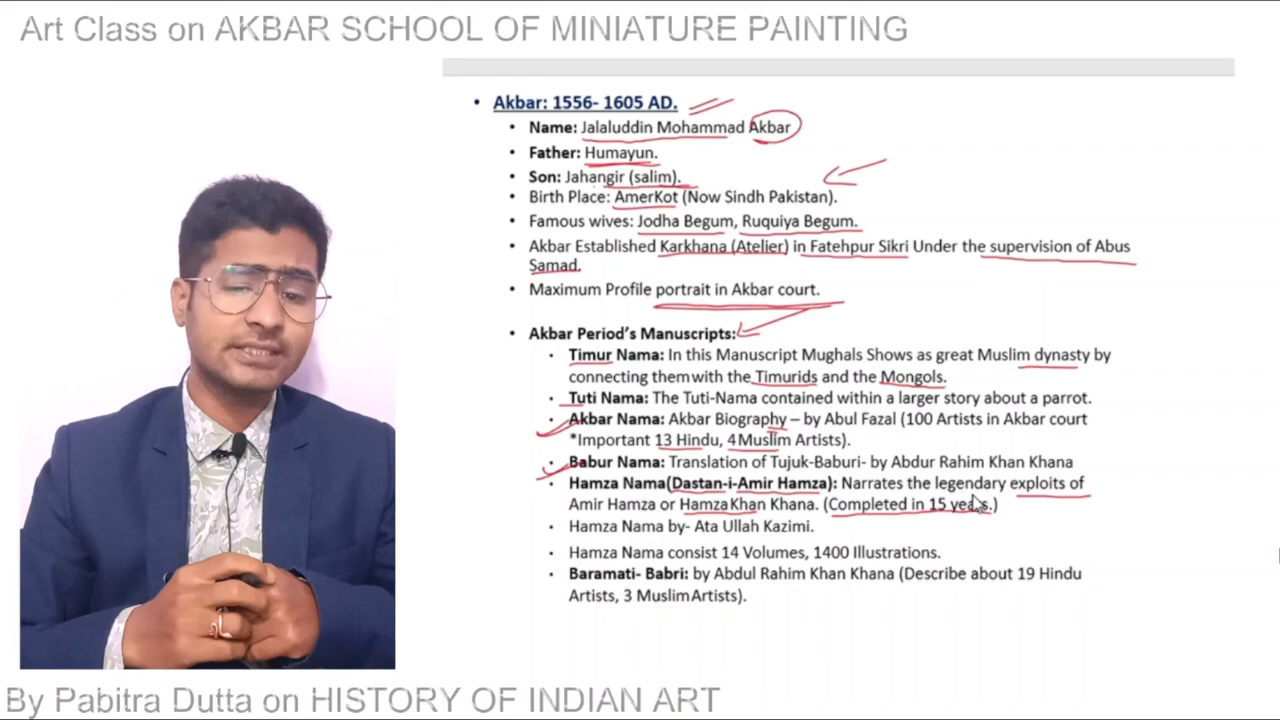 Art Class on AKBAR SCHOOL OF MINIATURE PAINTING
• Akbar: 1556- 1605 AD.
• Name: Jalaluddin Mohammad Akbar
• Father: Humayun.
• Son: Jahangir (salim).
• Birth Place: AmerKot (Now Sindh Pakistan).
• Famous wives: Jodha Begum, Ruquiya Begum.
• Akbar Established Karkhana (Atelier) in Fatehpur Sikri Under the supervision of Abus
Samad.
• Maximum Profile portrait in Akbar court.
• Akbar Period's Manuscripts:
• Timur Nama: In this Manuscript Mughals Shows as great Muslim dynasty by
connecting them with the Timurids and the Mongols.
• Tuti Nama: The Tuti-Nama contained within a larger story about a parrot.
• Akbar Nama: Akbar Biography – by Abul Fazal (100 Artists in Akbar court
*Important 13 Hindu, 4 Muslim Artists).
• Babur Nama: Translation of Tujuk-Baburi- by Abdur Rahim Khan Khana
• Hamza Nama(Dastan-i-Amir Hamza): Narrates the legendary exploits of
Amir Hamza or Hamza Khan Khana. (Completed in 15 years.)
• Hamza Nama by- Ata Ullah Kazimi.
• Hamza Nama consist 14 Volumes, 1400 Illustrations.
• Baramati- Babri: by Abdul Rahim Khan Khana (Describe about 19 Hindu
Artists, 3 Muslim Artists).
By Pabitra Dutta on HISTORY OF INDIAN ART